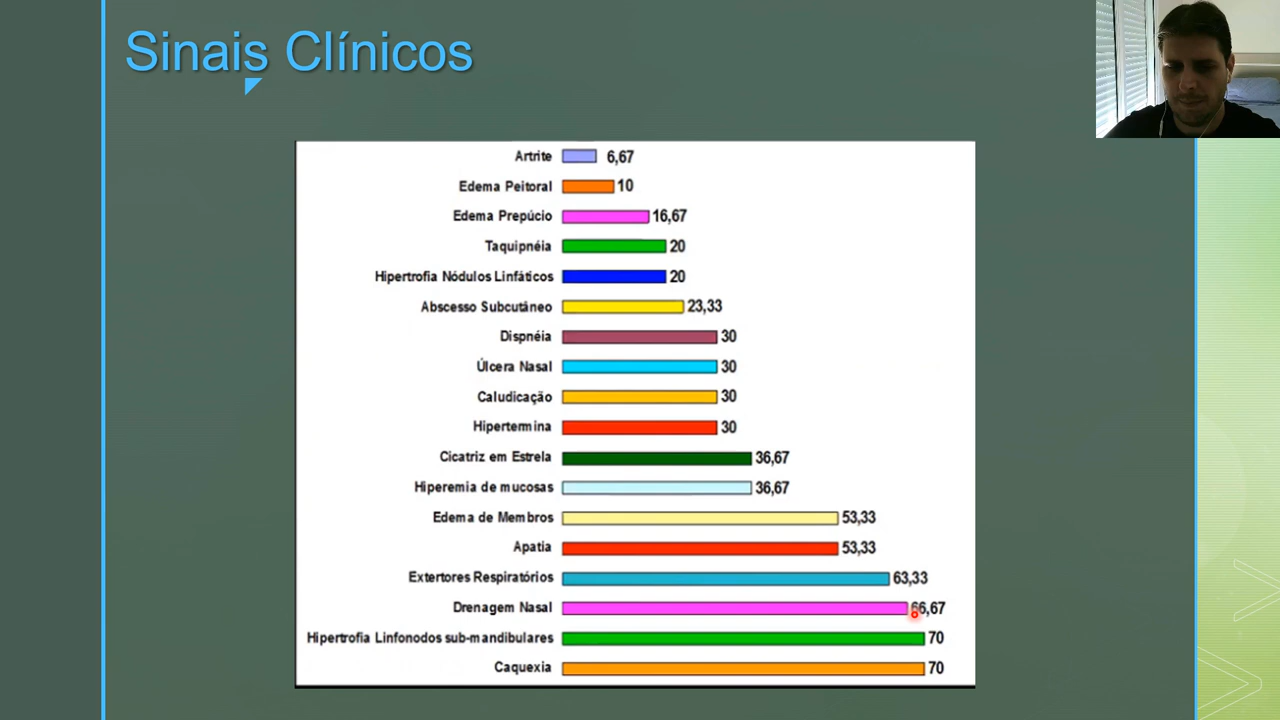 Sinais Clínicos
Artrite 6,67
Edema Peitoral 10
Edema Prepúcio 16,67
Taquipnéia 20
Hipertrofia Nódulos Linfáticos 20
Abscesso Subcutâneo 23,33
Dispnéia 30
Úlcera Nasal 30
Caludicação 30
Hipertermina 30
Cicatriz em Estrela 36,67
Hiperemia de mucosas 36,67
Edema de Membros 53,33
Apatia 53,33
Extertores Respiratórios 63,33
Drenagem Nasal 66,67
Hipertrofia Linfonodos sub-mandibulares 70
Caquexia 70